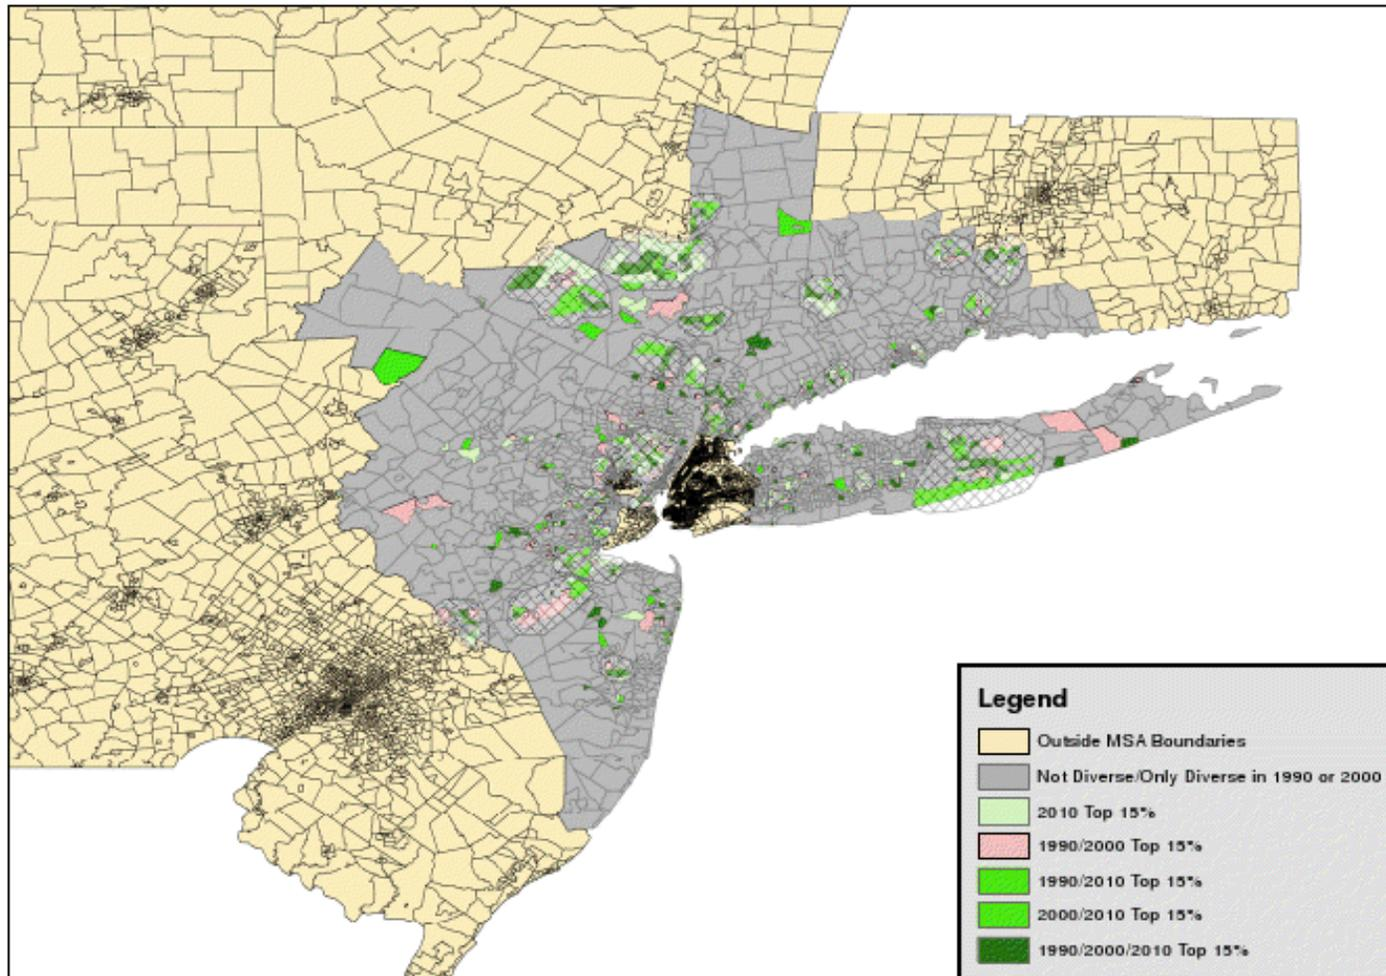 Legend
Outside MSA Boundaries
Not Diverse/Only Diverse in 1990 or 2000
2010 Top 15%
1990/2000 Top 15%
1990/2010 Top 15%
2000/2010 Top 15%
1990/2000/2010 Top 15%